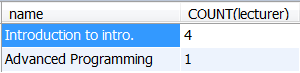 name COUNT(lecturer)
Introduction to intro. 4
Advanced Programming 1